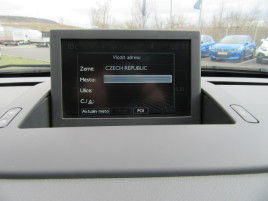 Vložit adresu
Země: CZECH REPUBLIC
Město:
Ulice:
Č./
Aktuální místo
POI